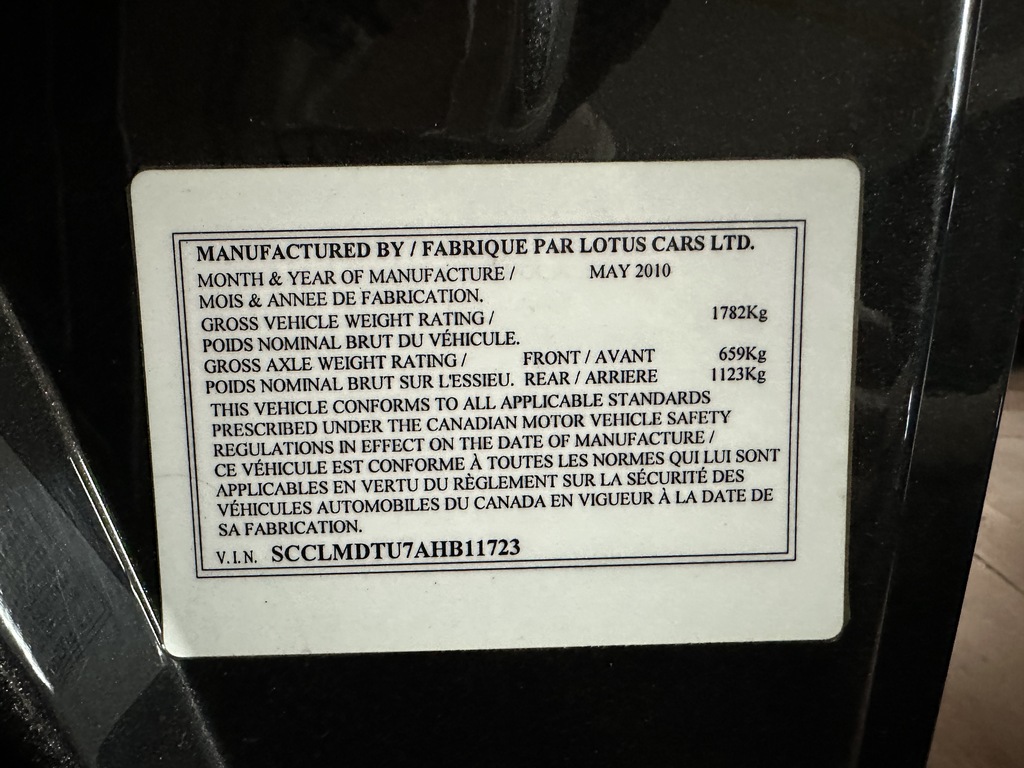 MANUFACTURED BY / FABRIQUE PAR LOTUS CARS LTD.
MONTH & YEAR OF MANUFACTURE / MAY 2010
MOIS & ANNEE DE FABRICATION.
GROSS VEHICLE WEIGHT RATING / 1782Kg
POIDS NOMINAL BRUT DU VÉHICULE.
GROSS AXLE WEIGHT RATING / FRONT / AVANT 659Kg
POIDS NOMINAL BRUT SUR L'ESSIEU. REAR / ARRIERE 1123Kg
THIS VEHICLE CONFORMS TO ALL APPLICABLE STANDARDS
PRESCRIBED UNDER THE CANADIAN MOTOR VEHICLE SAFETY
REGULATIONS IN EFFECT ON THE DATE OF MANUFACTURE /
CE VÉHICULE EST CONFORME À TOUTES LES NORMES QUI LUI SONT
APPLICABLES EN VERTU DU RÈGLEMENT SUR LA SÉCURITÉ DES
VÉHICULES AUTOMOBILES DU CANADA EN VIGUEUR À LA DATE DE
SA FABRICATION.
V.I.N. SCCLMDTU7AHB11723